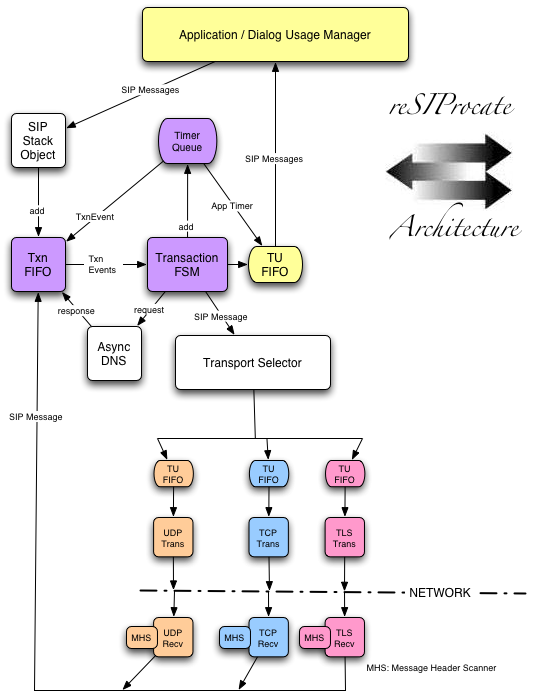 Application / Dialog Usage Manager
SIP Messages
reSIProcate
SIP
Stack
Object
Timer
Queue
SIP Messages
App Timer
add
TxnEvent
add
Architecture
Txn
FIFO
Txn
Events
Transaction
FSM
TU
FIFO
response
request
SIP Message
Async
DNS
Transport Selector
SIP Message
TU
FIFO
TU
FIFO
TU
FIFO
UDP
Trans
TCP
Trans
TLS
Trans
NETWORK
MHS
UDP
Recv
MHS
TCP
Recv
MHS
TLS
Recv
MHS: Message Header Scanner